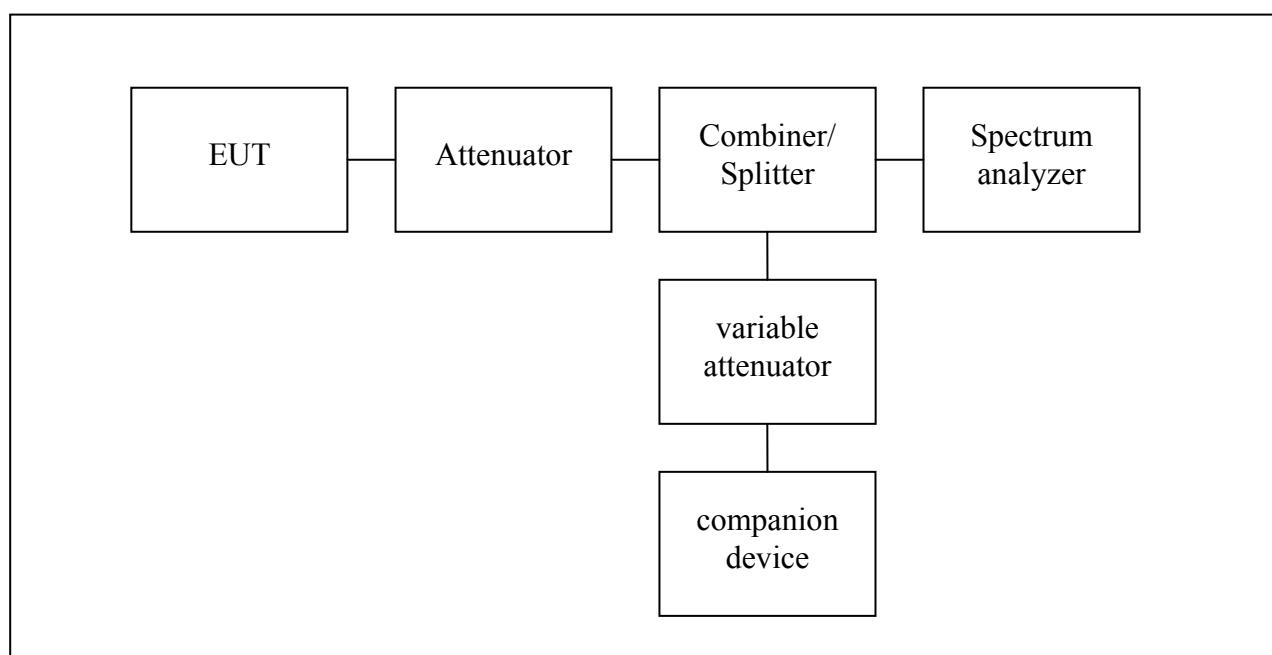 EUT
Attenuator
Combiner/
Splitter
Spectrum
analyzer
variable
attenuator
companion
device